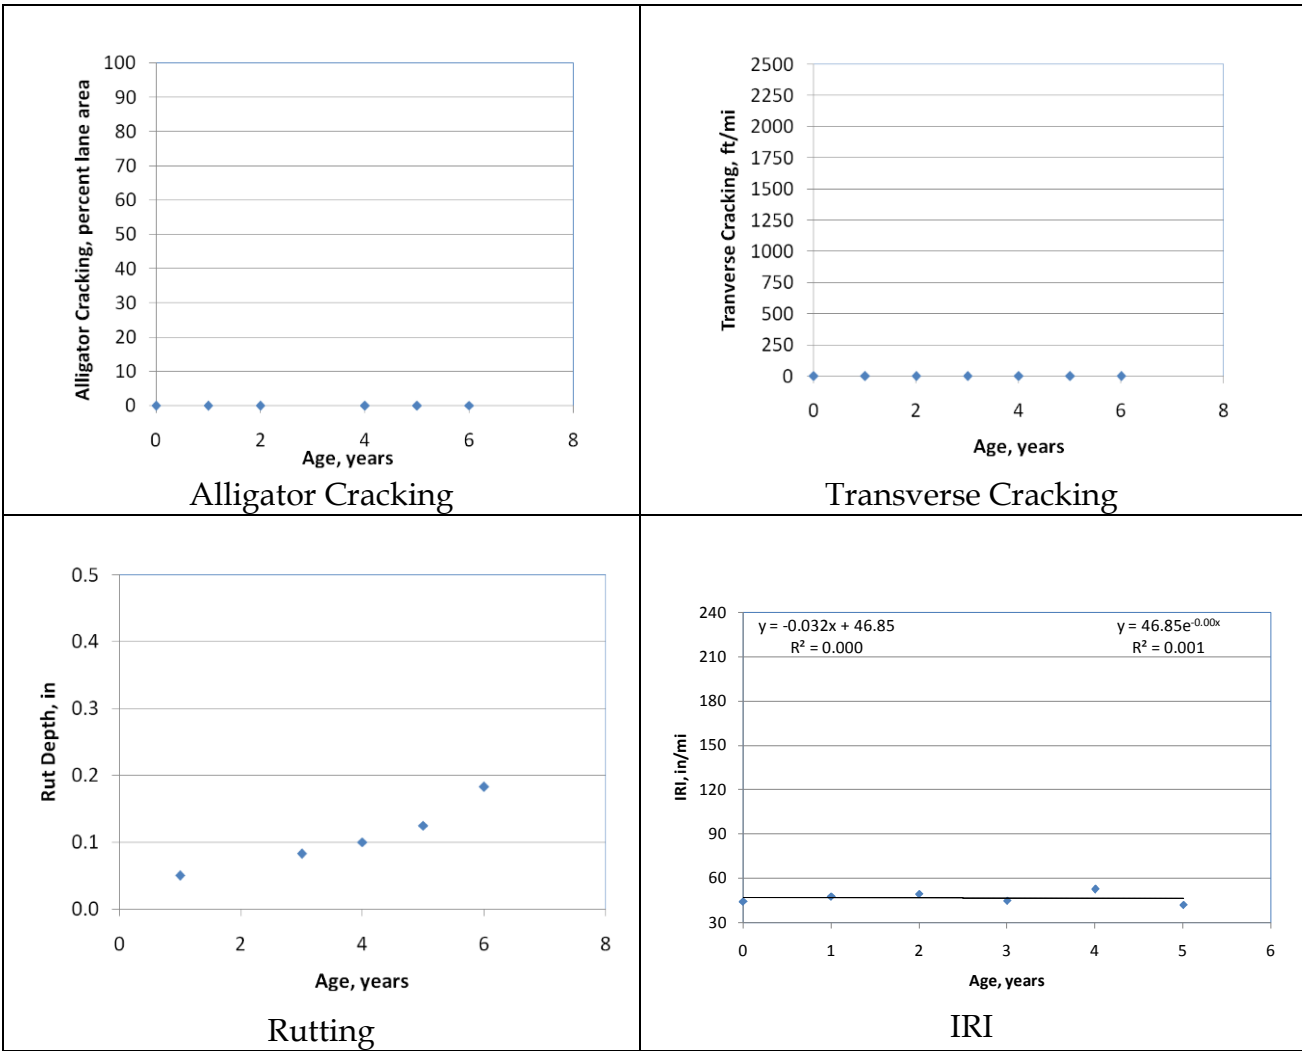 Alligator Cracking, percent lane area
100
90
80
70
60
50
40
30
20
10
0
0 2 4 6 8
Age, years
Alligator Cracking
Tranverse Cracking, ft/mi
2500
2250
2000
1750
1500
1250
1000
750
500
250
0
0 2 4 6 8
Age, years
Transverse Cracking
Rut Depth, in
0.5
0.4
0.3
0.2
0.1
0.0
0 2 4 6 8
Age, years
Rutting
IRI, in/mi
240
210
180
150
120
90
60
30
y = -0.032x + 46.85
R² = 0.000
y = 46.85e^-0.00x
R² = 0.001
0 1 2 3 4 5 6
Age, years
IRI